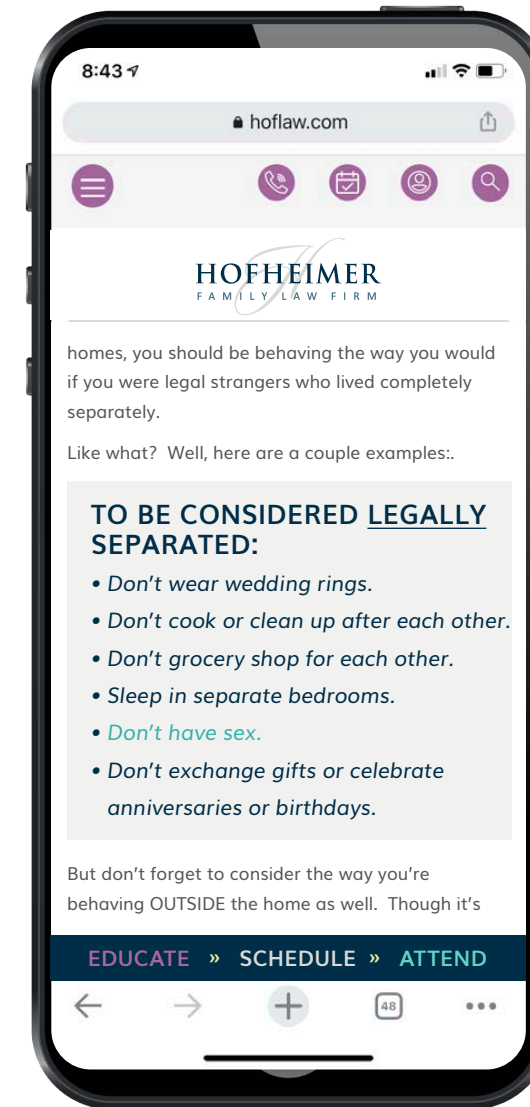 8:43
hoflaw.com
HOFHEIMER
FAMILY LAW FIRM
homes, you should be behaving the way you would
if you were legal strangers who lived completely
separately.
Like what? Well, here are a couple examples:.
TO BE CONSIDERED LEGALLY
SEPARATED:
• Don't wear wedding rings.
• Don't cook or clean up after each other.
• Don't grocery shop for each other.
• Sleep in separate bedrooms.
• Don't have sex.
• Don't exchange gifts or celebrate
anniversaries or birthdays.
But don't forget to consider the way you're
behaving OUTSIDE the home as well. Though it's
EDUCATE » SCHEDULE » ATTEND
48